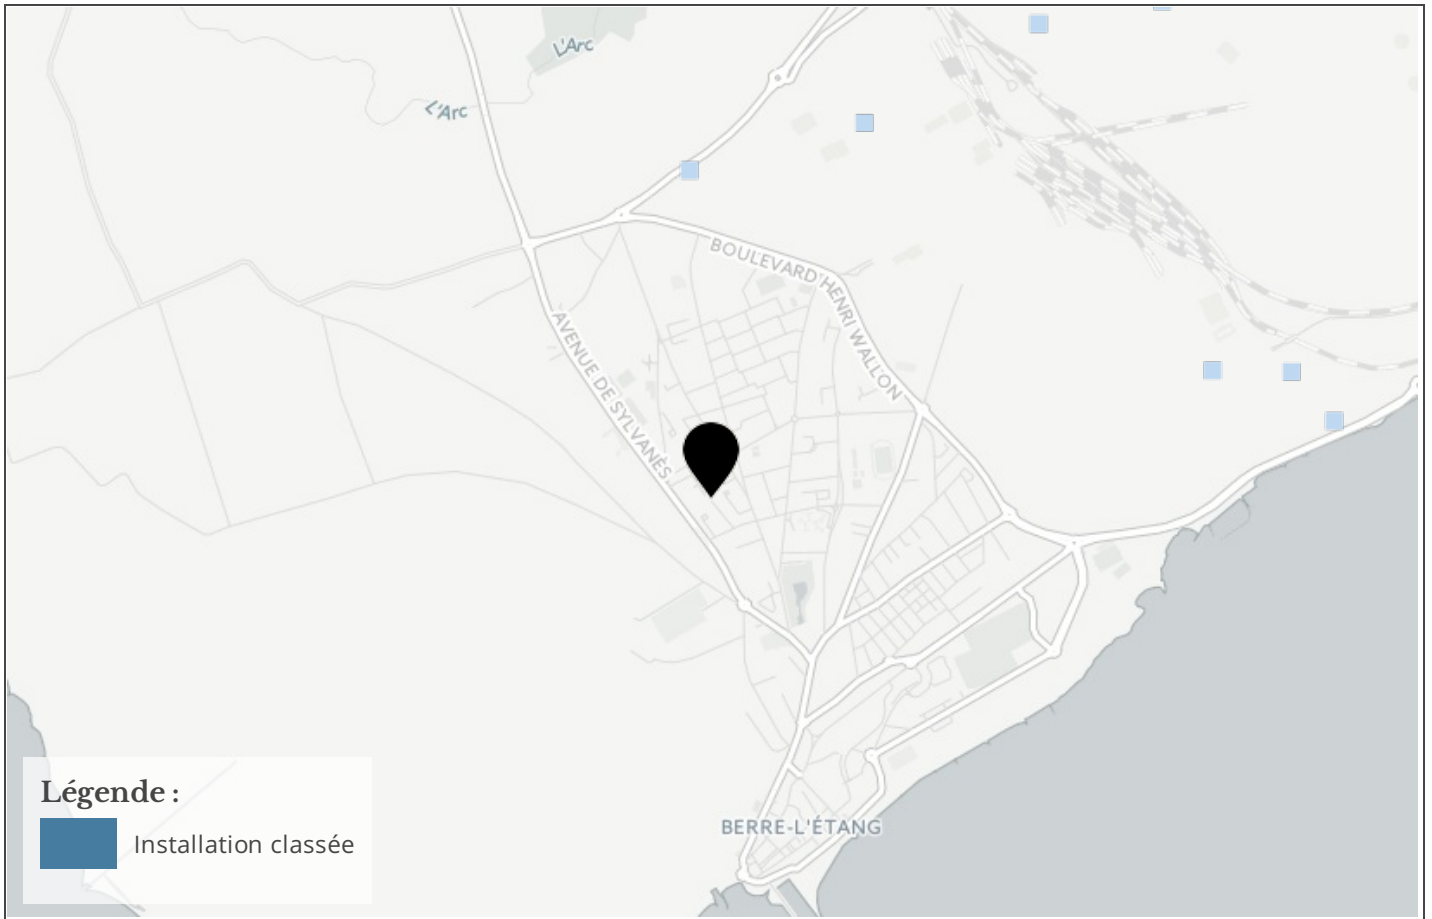 L'Arc
L'Arc
BOULEVARD HENRI WALLON
AVENUE DE SYLVANÈS
BERRE-L'ÉTANG
Légende :
Installation classée